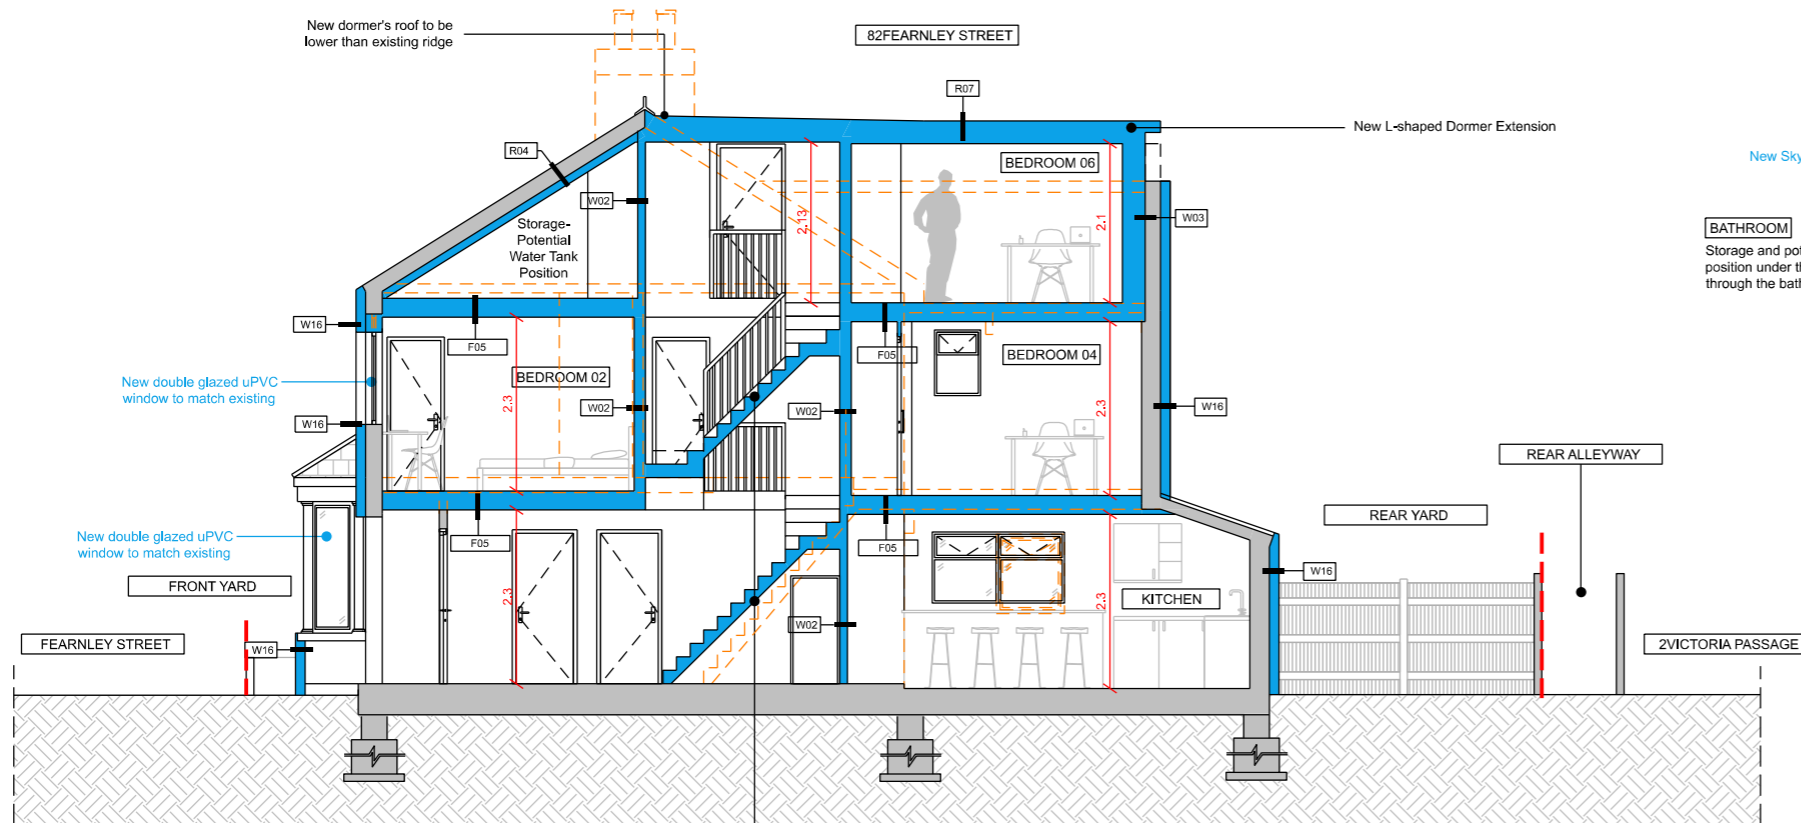 New dormer's roof to be
lower than existing ridge
82FEARNLEY STREET
R07
New L-shaped Dormer Extension
R04
BEDROOM 06
New Sky
W02
Storage-
Potential
Water Tank
Position
2.13
2.1
W03
BATHROOM
Storage and pot
position under th
through the bath
W16
F05
F05
BEDROOM 04
New double glazed uPVC
window to match existing
BEDROOM 02
2.3
W02
W02
2.3
W16
W16
REAR ALLEYWAY
REAR YARD
New double glazed uPVC
window to match existing
F05
F05
FRONT YARD
2.3
2.3
KITCHEN
W16
W02
FEARNLEY STREET
W16
2VICTORIA PASSAGE